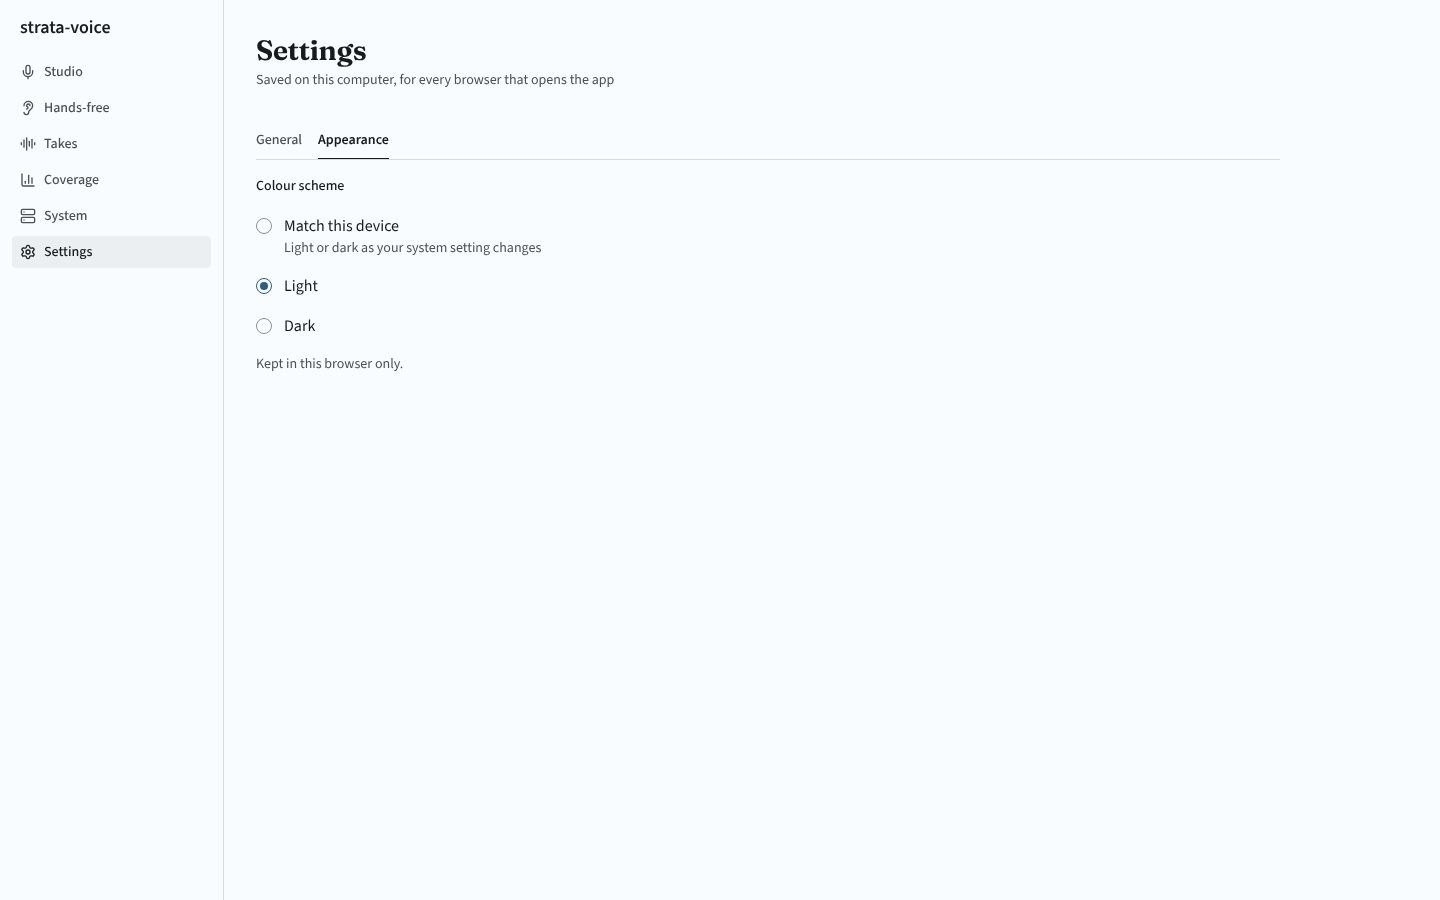 strata-voice
Studio
Hands-free
Takes
Coverage
System
Settings
Settings
Saved on this computer, for every browser that opens the app
General Appearance
Colour scheme
Match this device
Light or dark as your system setting changes
Light
Dark
Kept in this browser only.